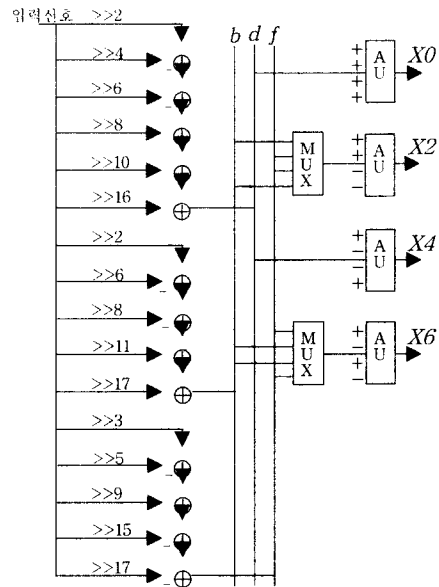 입력신호 >>2
b d f
>>4
>>6
>>8
>>10
>>16
>>2
>>6
>>8
>>11
>>17
>>3
>>5
>>9
>>15
>>17
- 
-
-
-
-
-
-
-
M U X
M U X
+ + + +
A U
X0
+ + - -
A U
X2
+ - - +
A U
X4
+ - + -
A U
X6